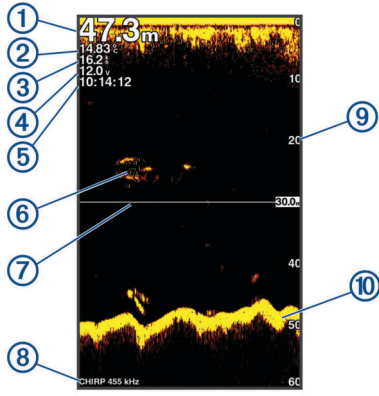 ① 47.3m 0
② 14.83 °C
③ 16.2 k
④ 12.0 V
⑤ 10:14:12 10
20 ⑨
⑥
30.0m
⑦
40
⑩
50
⑧ CHIRP 455 kHz 60